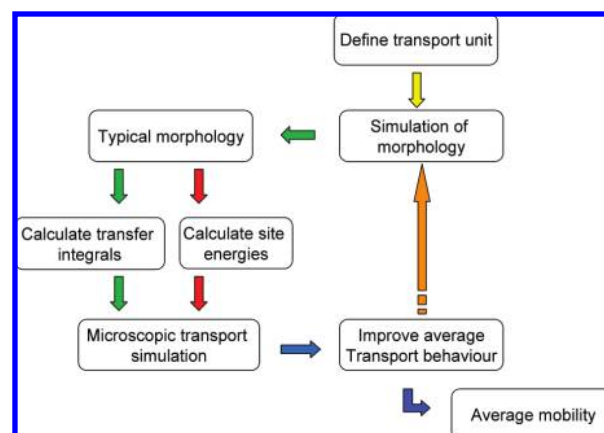 Define transport unit
Typical morphology
Simulation of
morphology
Calculate transfer
integrals
Calculate site
energies
Microscopic transport
simulation
Improve average
Transport behaviour
Average mobility